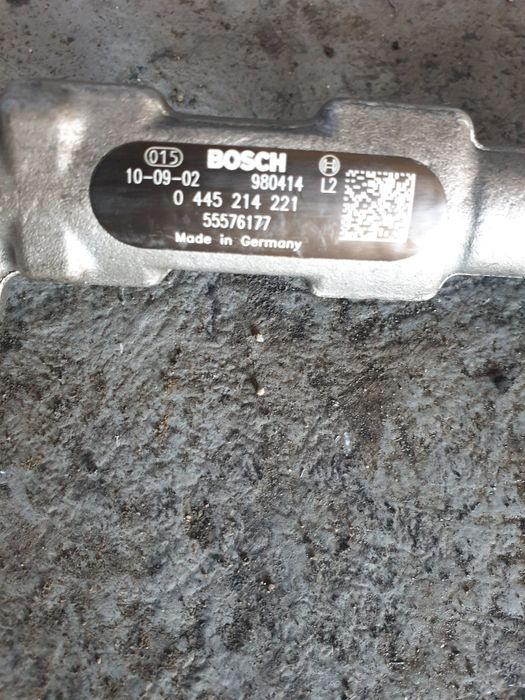 015 BOSCH
10-09-02 980414 L2
0 445 214 221
55576177
Made in Germany